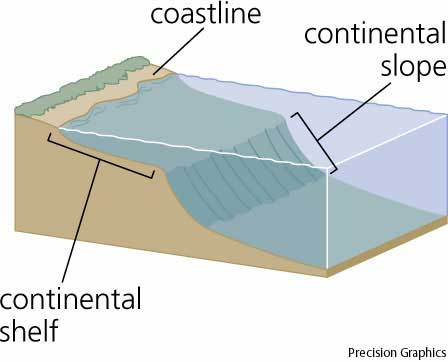 coastline
continental
slope
continental
shelf
Precision Graphics